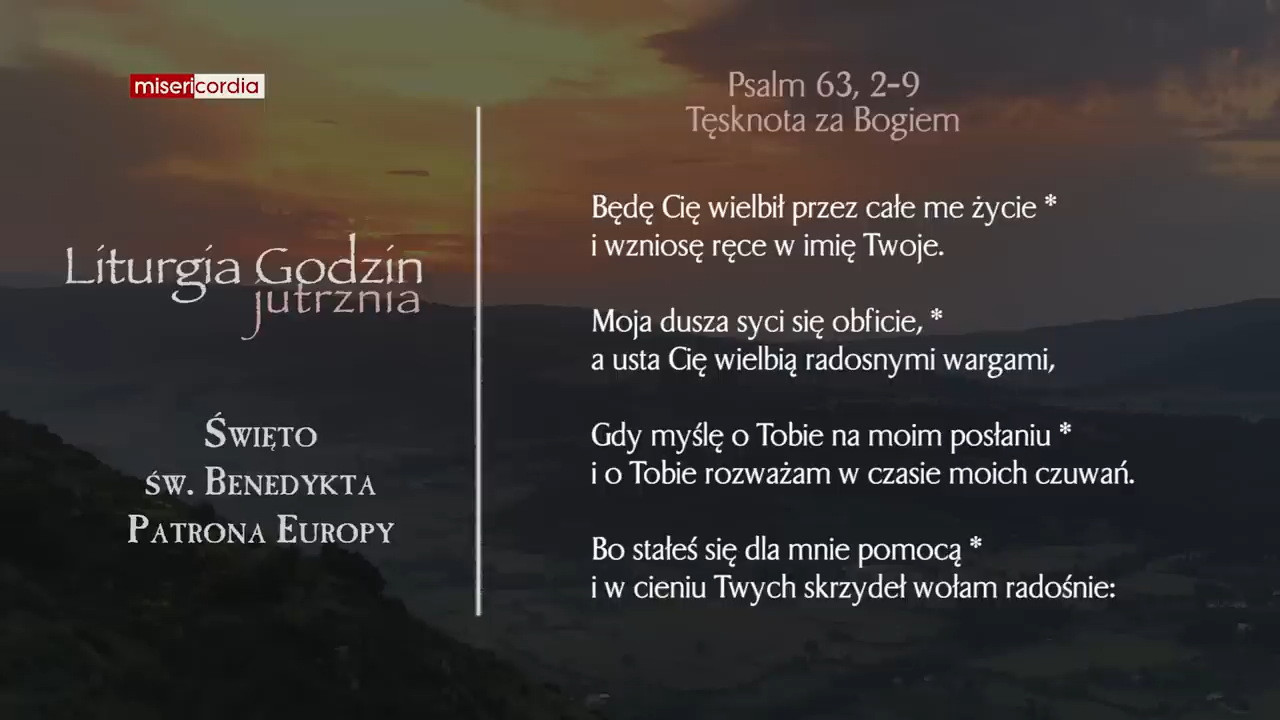 misericordia
Liturgia Godzin
jutrznia
Święto
św. Benedykta
Patrona Europy
Psalm 63, 2-9
Tęsknota za Bogiem
Będę Cię wielbił przez całe me życie *
i wzniosę ręce w imię Twoje.
Moja dusza syci się obficie, *
a usta Cię wielbią radosnymi wargami,
Gdy myślę o Tobie na moim posłaniu *
i o Tobie rozważam w czasie moich czuwań.
Bo stałeś się dla mnie pomocą *
i w cieniu Twych skrzydeł wołam radośnie: